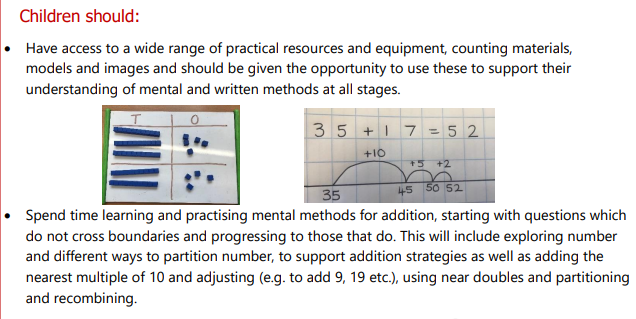 Children should:
• Have access to a wide range of practical resources and equipment, counting materials,
models and images and should be given the opportunity to use these to support their
understanding of mental and written methods at all stages.
T O
35 + 17 = 52
+10 +5 +2
35 45 50 52
• Spend time learning and practising mental methods for addition, starting with questions which
do not cross boundaries and progressing to those that do. This will include exploring number
and different ways to partition number, to support addition strategies as well as adding the
nearest multiple of 10 and adjusting (e.g. to add 9, 19 etc.), using near doubles and partitioning
and recombining.